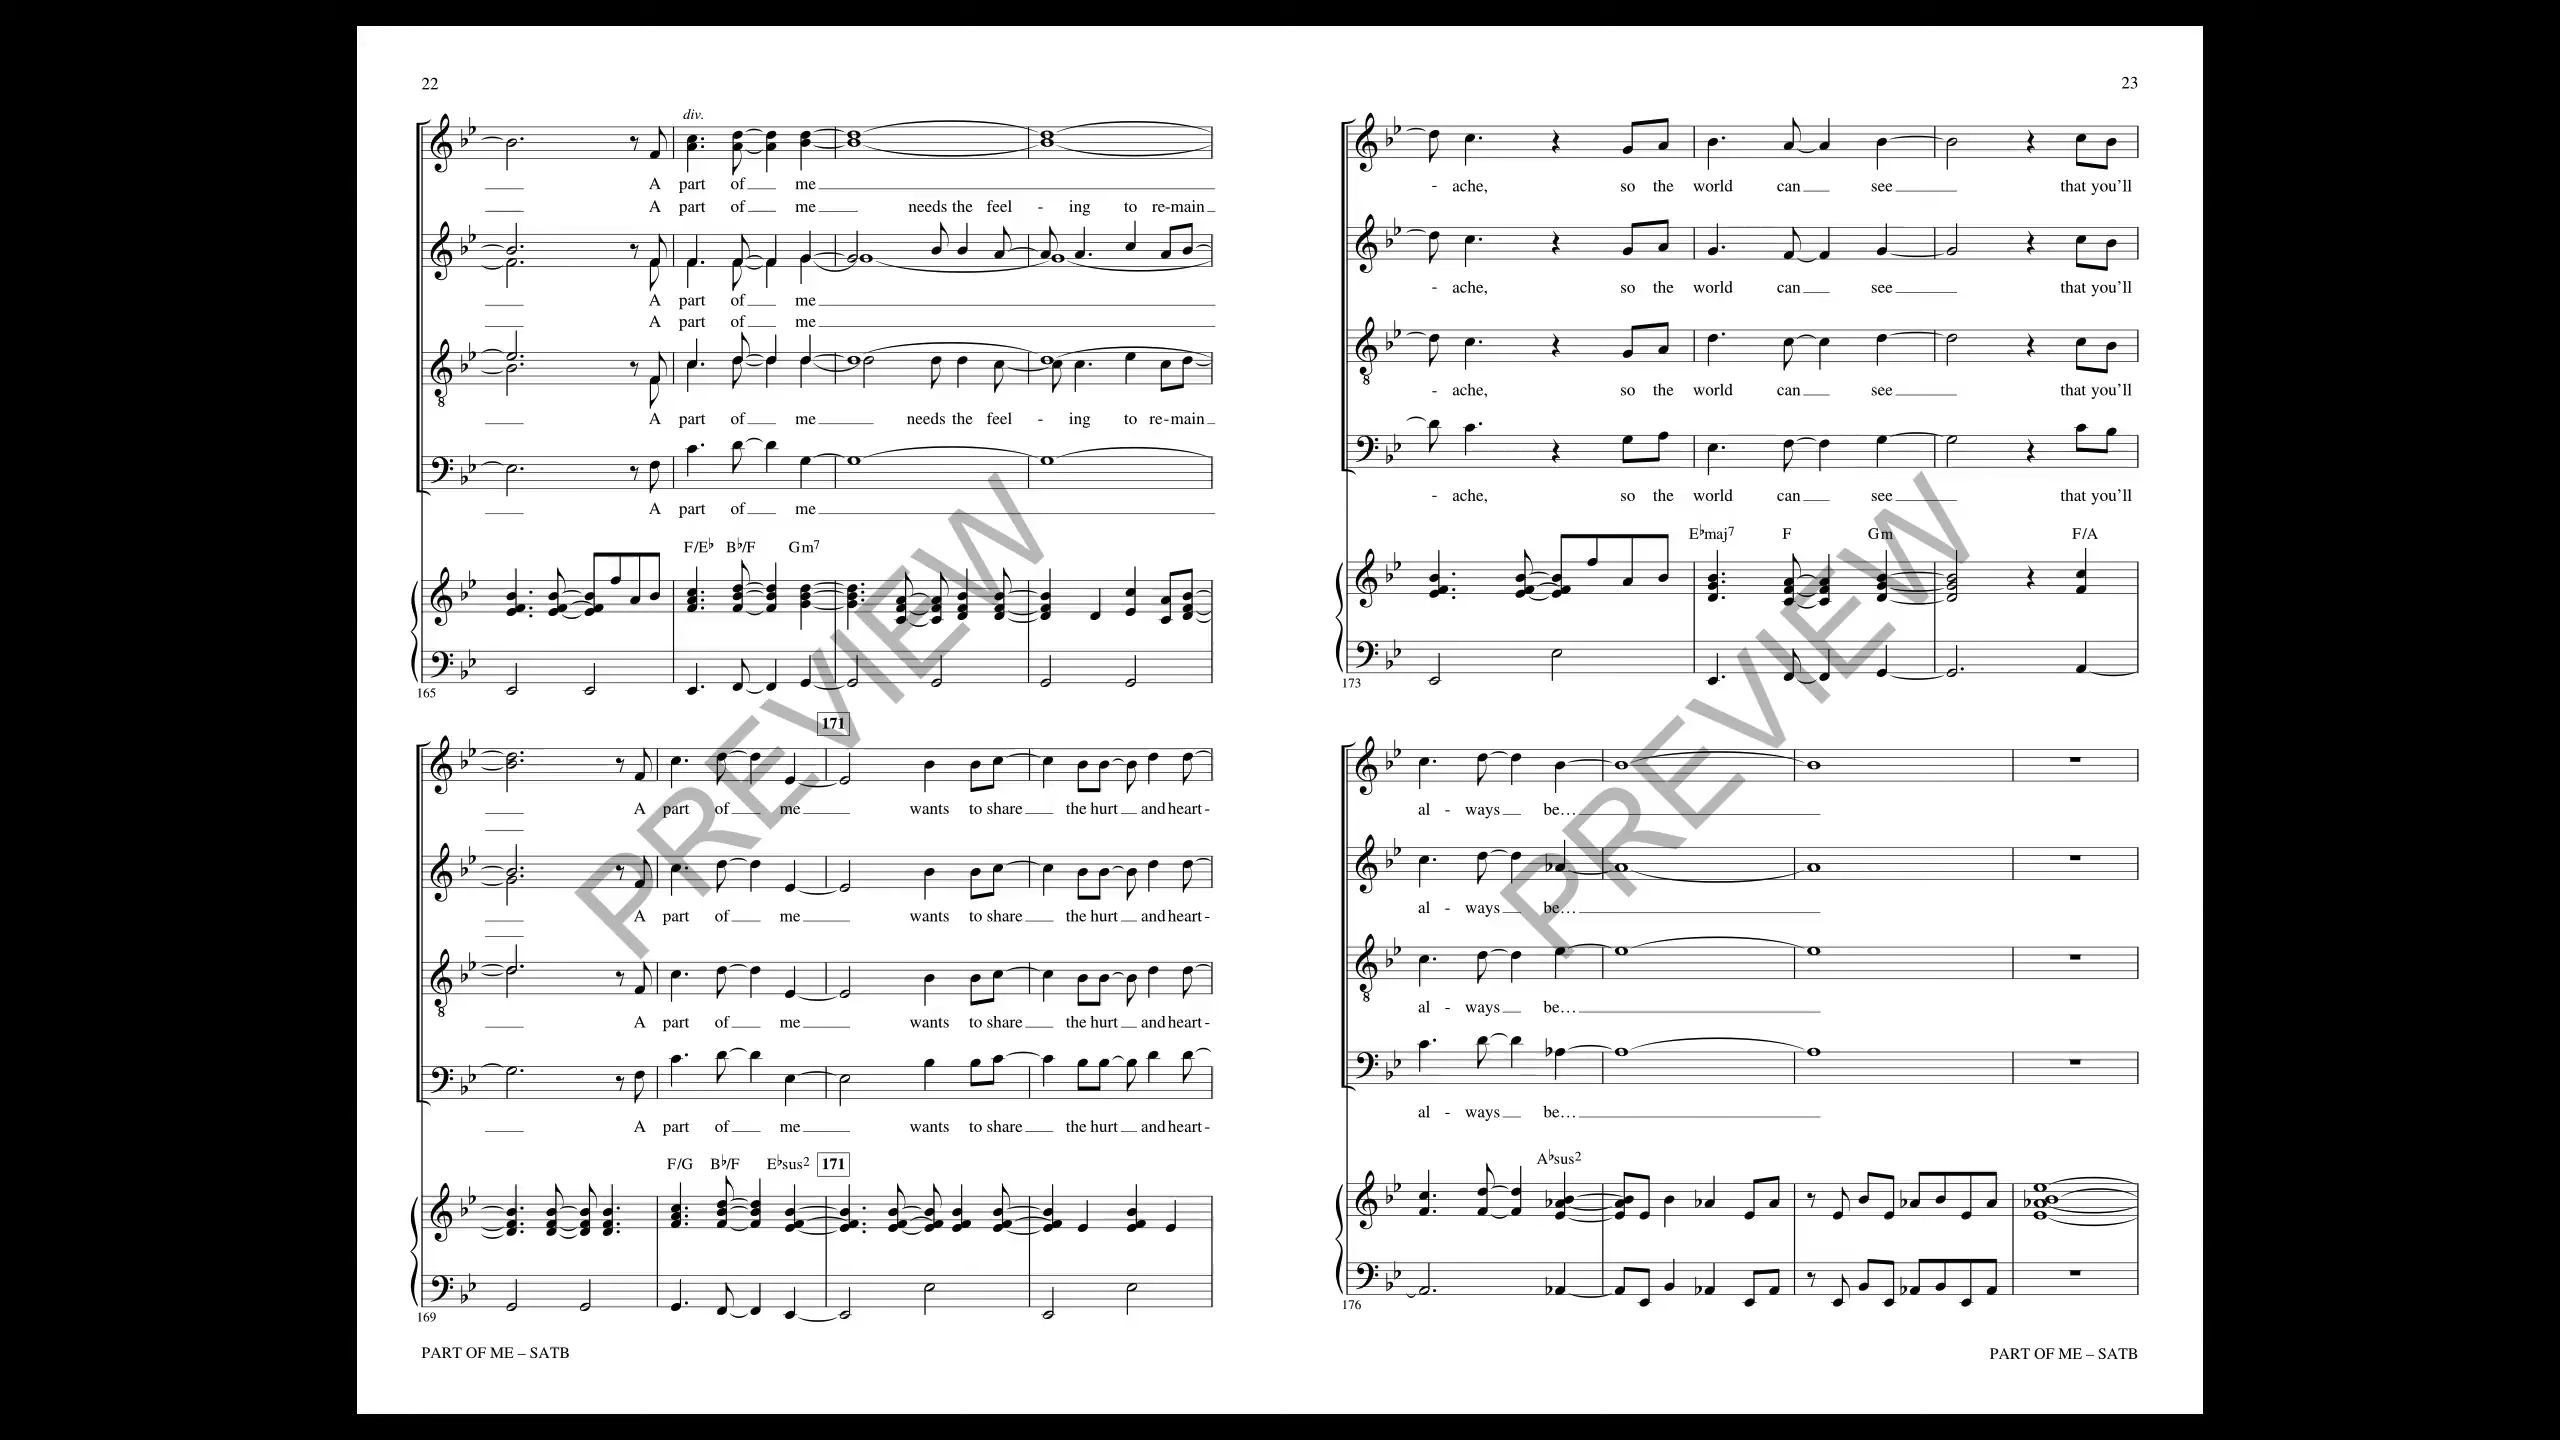 22
div.
A part of me
A part of me needs the feel - ing to re-main
A part of me
A part of me
A part of me needs the feel - ing to re-main
A part of me
F/E♭ B♭/F Gm7
165
171
A part of me wants to share the hurt and heart-
A part of me wants to share the hurt and heart-
A part of me wants to share the hurt and heart-
A part of me wants to share the hurt and heart-
F/G B♭/F E♭sus2 171
169
PART OF ME – SATB
PREVIEW
23
- ache, so the world can see that you’ll
- ache, so the world can see that you’ll
- ache, so the world can see that you’ll
- ache, so the world can see that you’ll
E♭maj7 F Gm F/A
173
al - ways be…
al - ways be…
al - ways be…
al - ways be…
A♭sus2
176
PART OF ME – SATB
PREVIEW